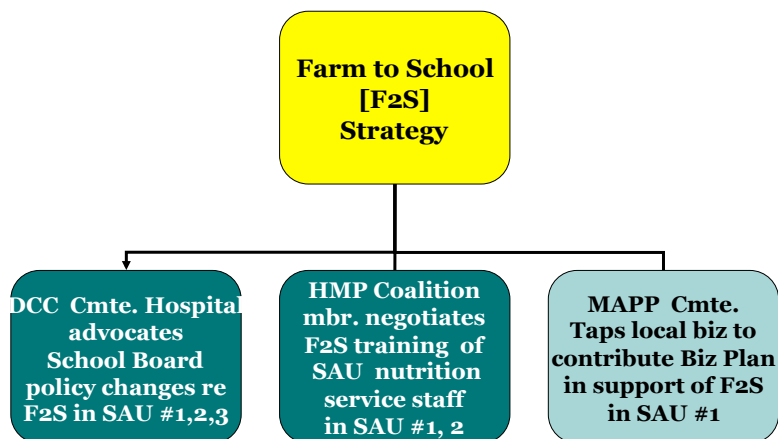 Farm to School
[F2S]
Strategy
DCC Cmte. Hospital
advocates
School Board
policy changes re
F2S in SAU #1,2,3
HMP Coalition
mbr. negotiates
F2S training of
SAU nutrition
service staff
in SAU #1, 2
MAPP Cmte.
Taps local biz to
contribute Biz Plan
in support of F2S
in SAU #1